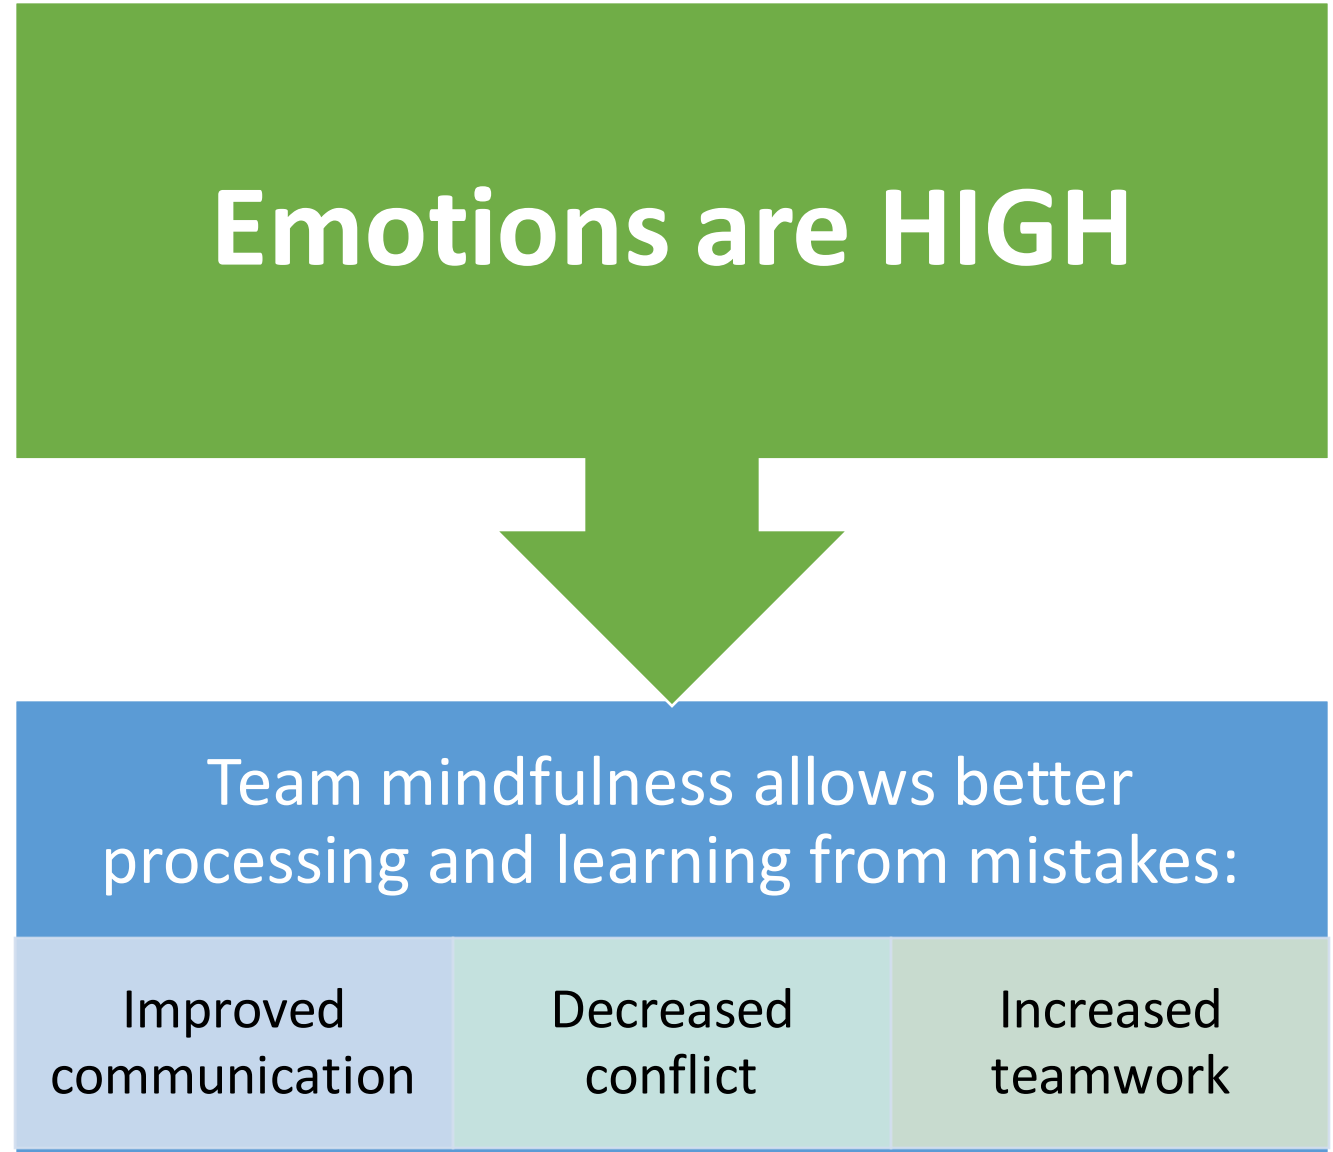 Emotions are HIGH
Team mindfulness allows better
processing and learning from mistakes:
Improved
communication
Decreased
conflict
Increased
teamwork